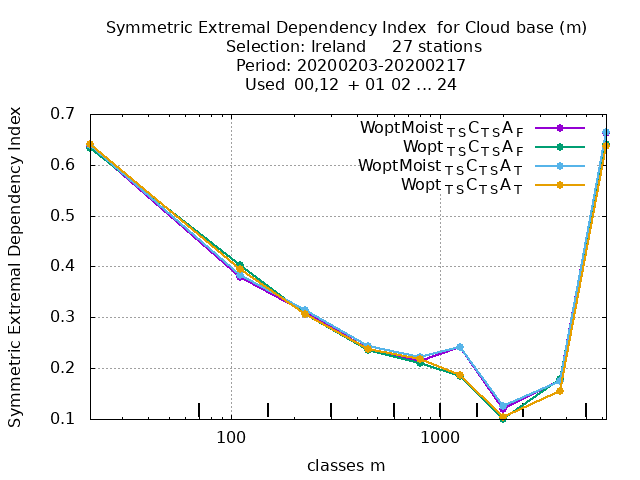 Symmetric Extremal Dependency Index  for Cloud base (m)
Selection: Ireland     27 stations
Period: 20200203-20200217
Used  00,12  + 01 02 ... 24
Symmetric Extremal Dependency Index
0.7
0.6
0.5
0.4
0.3
0.2
0.1
WoptMoist TS C TS A F
Wopt TS C TS A F
WoptMoist TS C TS A T
Wopt TS C TS A T
100 1000
classes m